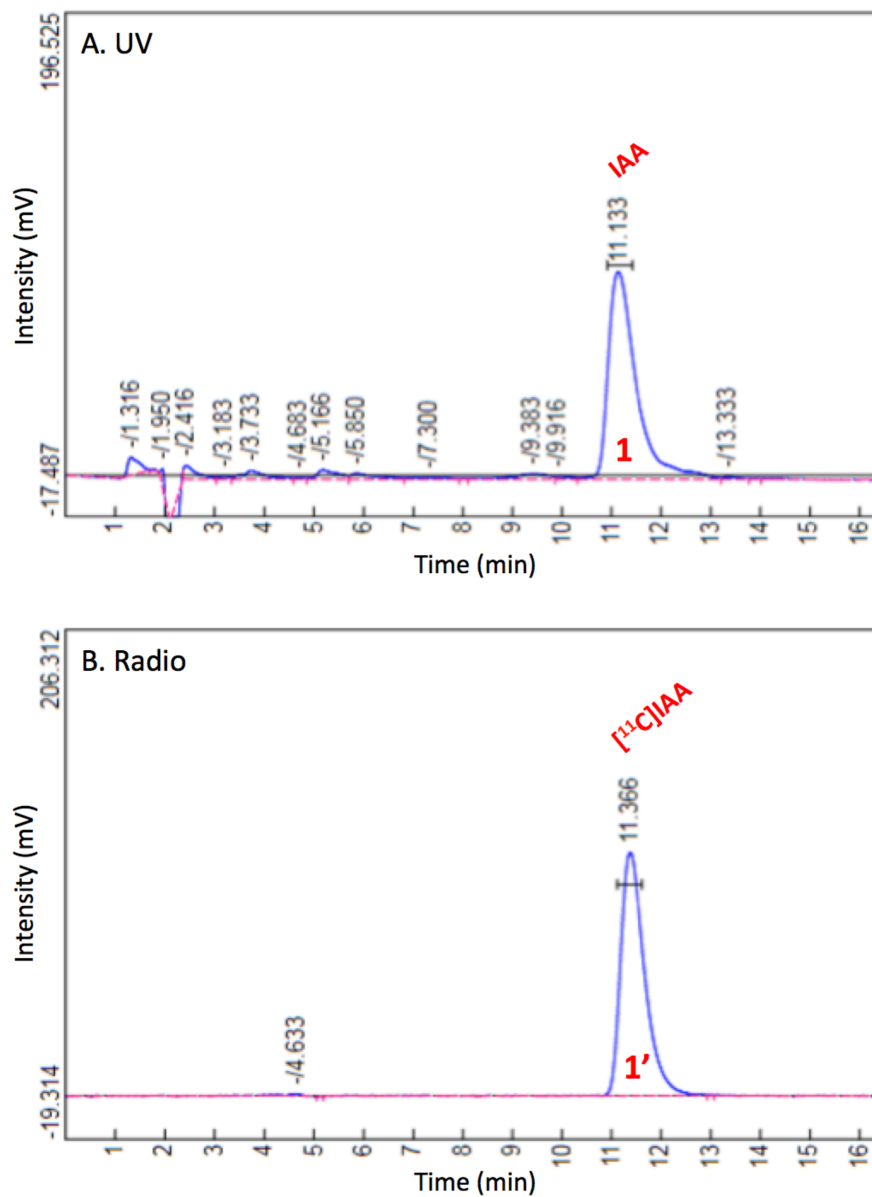 A. UV
196.525
Intensity (mV)
-17.487
IAA
-/1.316
-/1.950
-/2.416
-/3.183
-/3.733
-/4.683
-/5.166
-/5.850
-/7.300
-/9.383
-/9.916
11.133
-/13.333
1
1 2 3 4 5 6 7 8 9 10 11 12 13 14 15 16
Time (min)
B. Radio
206.312
Intensity (mV)
-19.314
[¹¹C]IAA
-/4.633
11.366
1’
1 2 3 4 5 6 7 8 9 10 11 12 13 14 15 16
Time (min)